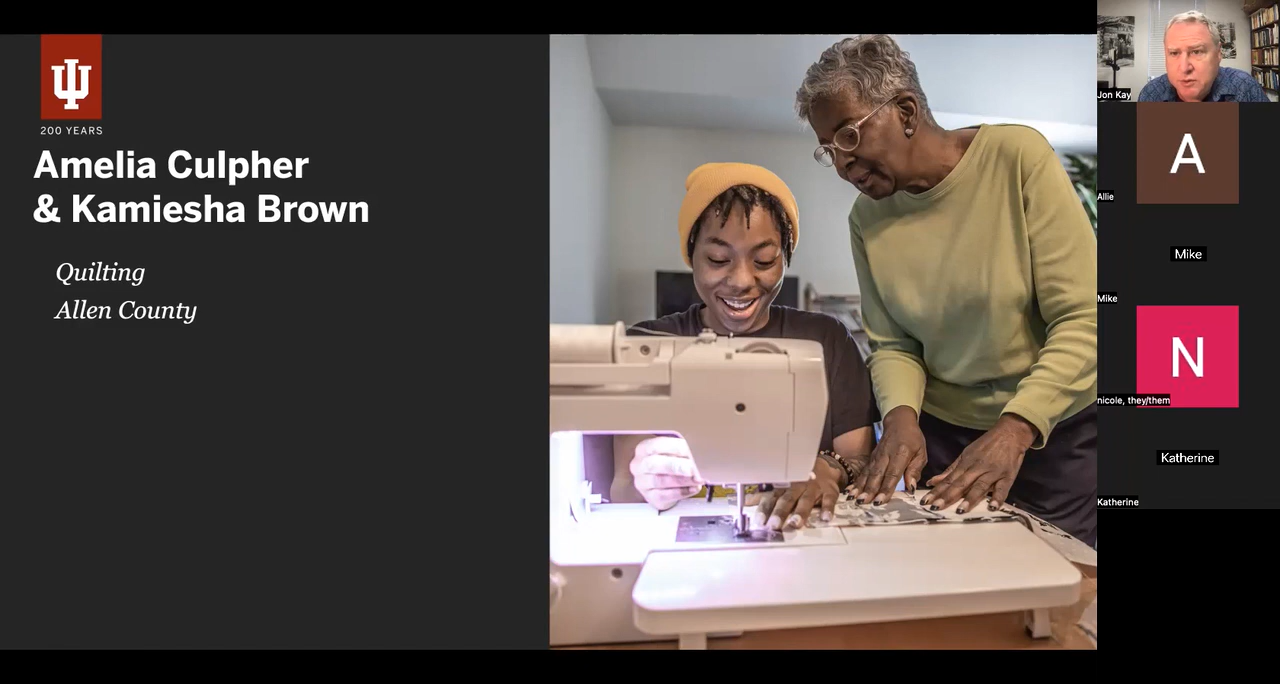 200 YEARS
Amelia Culpher
& Kamiesha Brown
Quilting
Allen County
Jon Kay
A
Allie
Mike
Mike
N
nicole, they/them
Katherine
Katherine